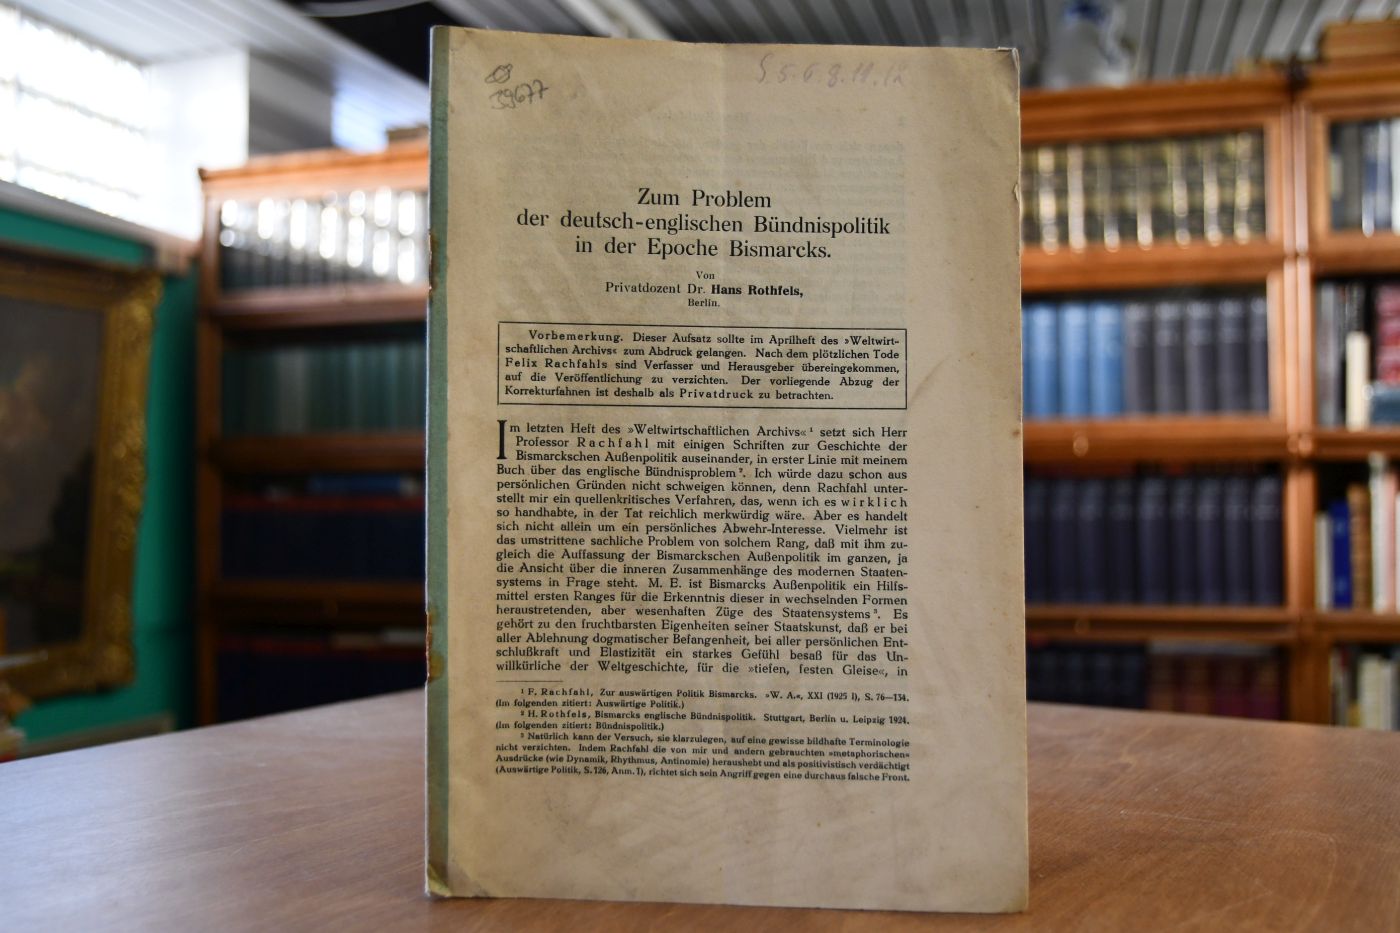 39677
S. 5. 6. 8. 11. 12
Zum Problem
der deutsch-englischen Bündnispolitik
in der Epoche Bismarcks.
Von
Privatdozent Dr. Hans Rothfels,
Berlin.
Vorbemerkung. Dieser Aufsatz sollte im Aprilheft des »Weltwirt-
schaftlichen Archivs« zum Abdruck gelangen. Nach dem plötzlichen Tode
Felix Rachfahls sind Verfasser und Herausgeber übereingekommen,
auf die Veröffentlichung zu verzichten. Der vorliegende Abzug der
Korrekturfahnen ist deshalb als Privatdruck zu betrachten.
Im letzten Heft des »Weltwirtschaftlichen Archivs« ¹ setzt sich Herr
Professor Rachfahl mit einigen Schriften zur Geschichte der
Bismarckschen Außenpolitik auseinander, in erster Linie mit meinem
Buch über das englische Bündnisproblem ². Ich würde dazu schon aus
persönlichen Gründen nicht schweigen können, denn Rachfahl unter-
stellt mir ein quellenkritisches Verfahren, das, wenn ich es wirklich
so handhabte, in der Tat reichlich merkwürdig wäre. Aber es handelt
sich nicht allein um ein persönliches Abwehr-Interesse. Vielmehr ist
das umstrittene sachliche Problem von solchem Rang, daß mit ihm zu-
gleich die Auffassung der Bismarckschen Außenpolitik im ganzen, ja
die Ansicht über die inneren Zusammenhänge des modernen Staaten-
systems in Frage steht. M. E. ist Bismarcks Außenpolitik ein Hilfs-
mittel ersten Ranges für die Erkenntnis dieser in wechselnden Formen
heraustretenden, aber wesenhaften Züge des Staatensystems ³. Es
gehört zu den fruchtbarsten Eigenheiten seiner Staatskunst, daß er bei
aller Ablehnung dogmatischer Befangenheit, bei aller persönlichen Ent-
schlußkraft und Elastizität ein starkes Gefühl besaß für das Un-
willkürliche der Weltgeschichte, für die »tiefen, festen Gleise«, in
¹ F. Rachfahl, Zur auswärtigen Politik Bismarcks. »W. A.«, XXI (1925 I), S. 76—134.
(Im folgenden zitiert: Auswärtige Politik.)
² H. Rothfels, Bismarcks englische Bündnispolitik. Stuttgart, Berlin u. Leipzig 1924.
(Im folgenden zitiert: Bündnispolitik.)
³ Natürlich kann der Versuch, sie klarzulegen, auf eine gewisse bildhafte Terminologie
nicht verzichten. Indem Rachfahl die von mir und andern gebrauchten »metaphorischen«
Ausdrücke (wie Dynamik, Rhythmus, Antinomie) heraushebt und als positivistisch verdächtigt
(Auswärtige Politik, S. 126, Anm. 1), richtet sich sein Angriff gegen eine durchaus falsche Front.